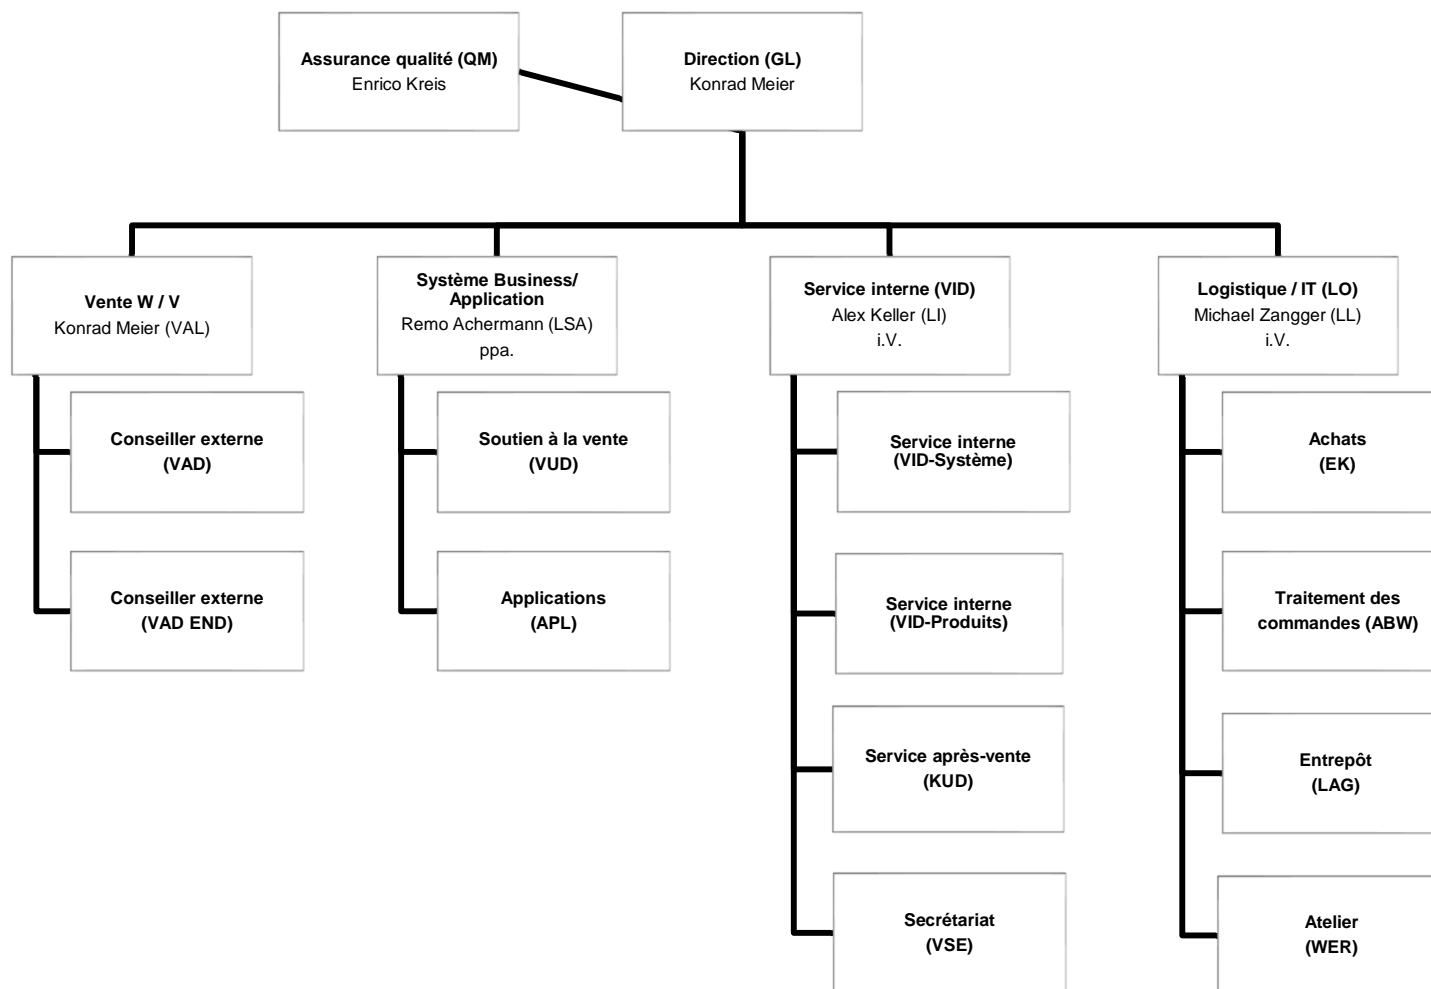 Assurance qualité (QM)
Enrico Kreis
Direction (GL)
Konrad Meier
Vente W / V
Konrad Meier (VAL)
Système Business/
Application
Remo Achermann (LSA)
ppa.
Service interne (VID)
Alex Keller (LI)
i.V.
Logistique / IT (LO)
Michael Zangger (LL)
i.V.
Conseiller externe
(VAD)
Conseiller externe
(VAD END)
Soutien à la vente
(VUD)
Applications
(APL)
Service interne
(VID-Système)
Service interne
(VID-Produits)
Service après-vente
(KUD)
Secrétariat
(VSE)
Achats
(EK)
Traitement des
commandes (ABW)
Entrepôt
(LAG)
Atelier
(WER)